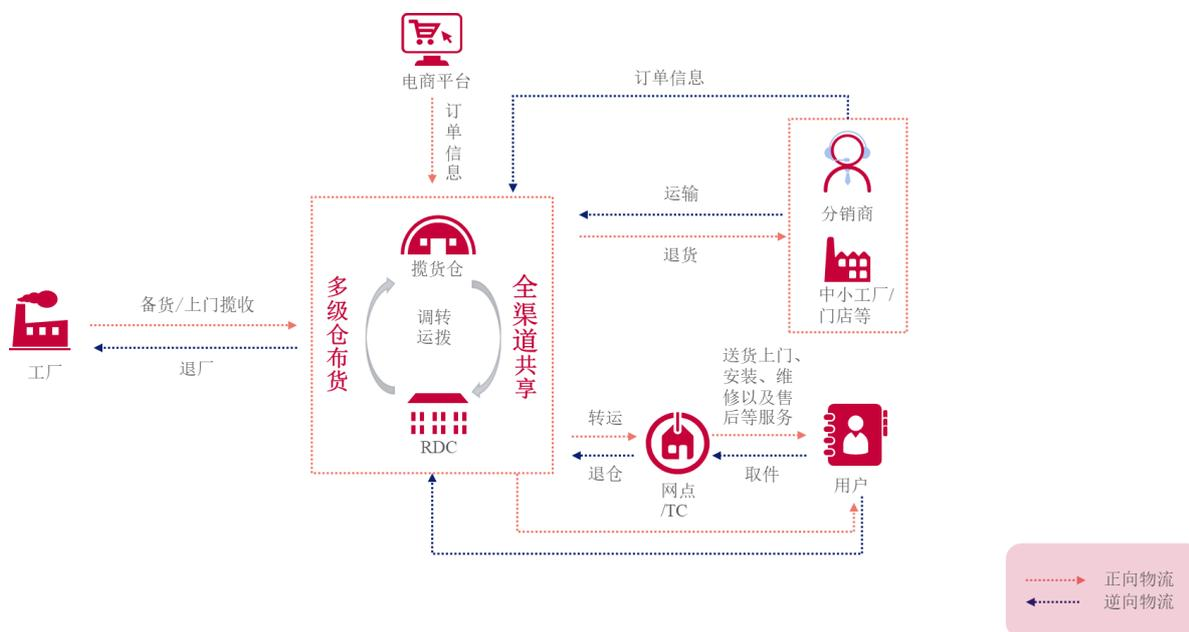 电商平台
订单信息
订单信息
分销商
中小工厂/
门店等
运输
退货
揽货仓
多级仓布货
全渠道共享
调转
运拨
RDC
工厂
备货/上门揽收
退厂
转运
退仓
网点
/TC
送货上门、
安装、维
修以及售
后等服务
取件
用户
正向物流
逆向物流